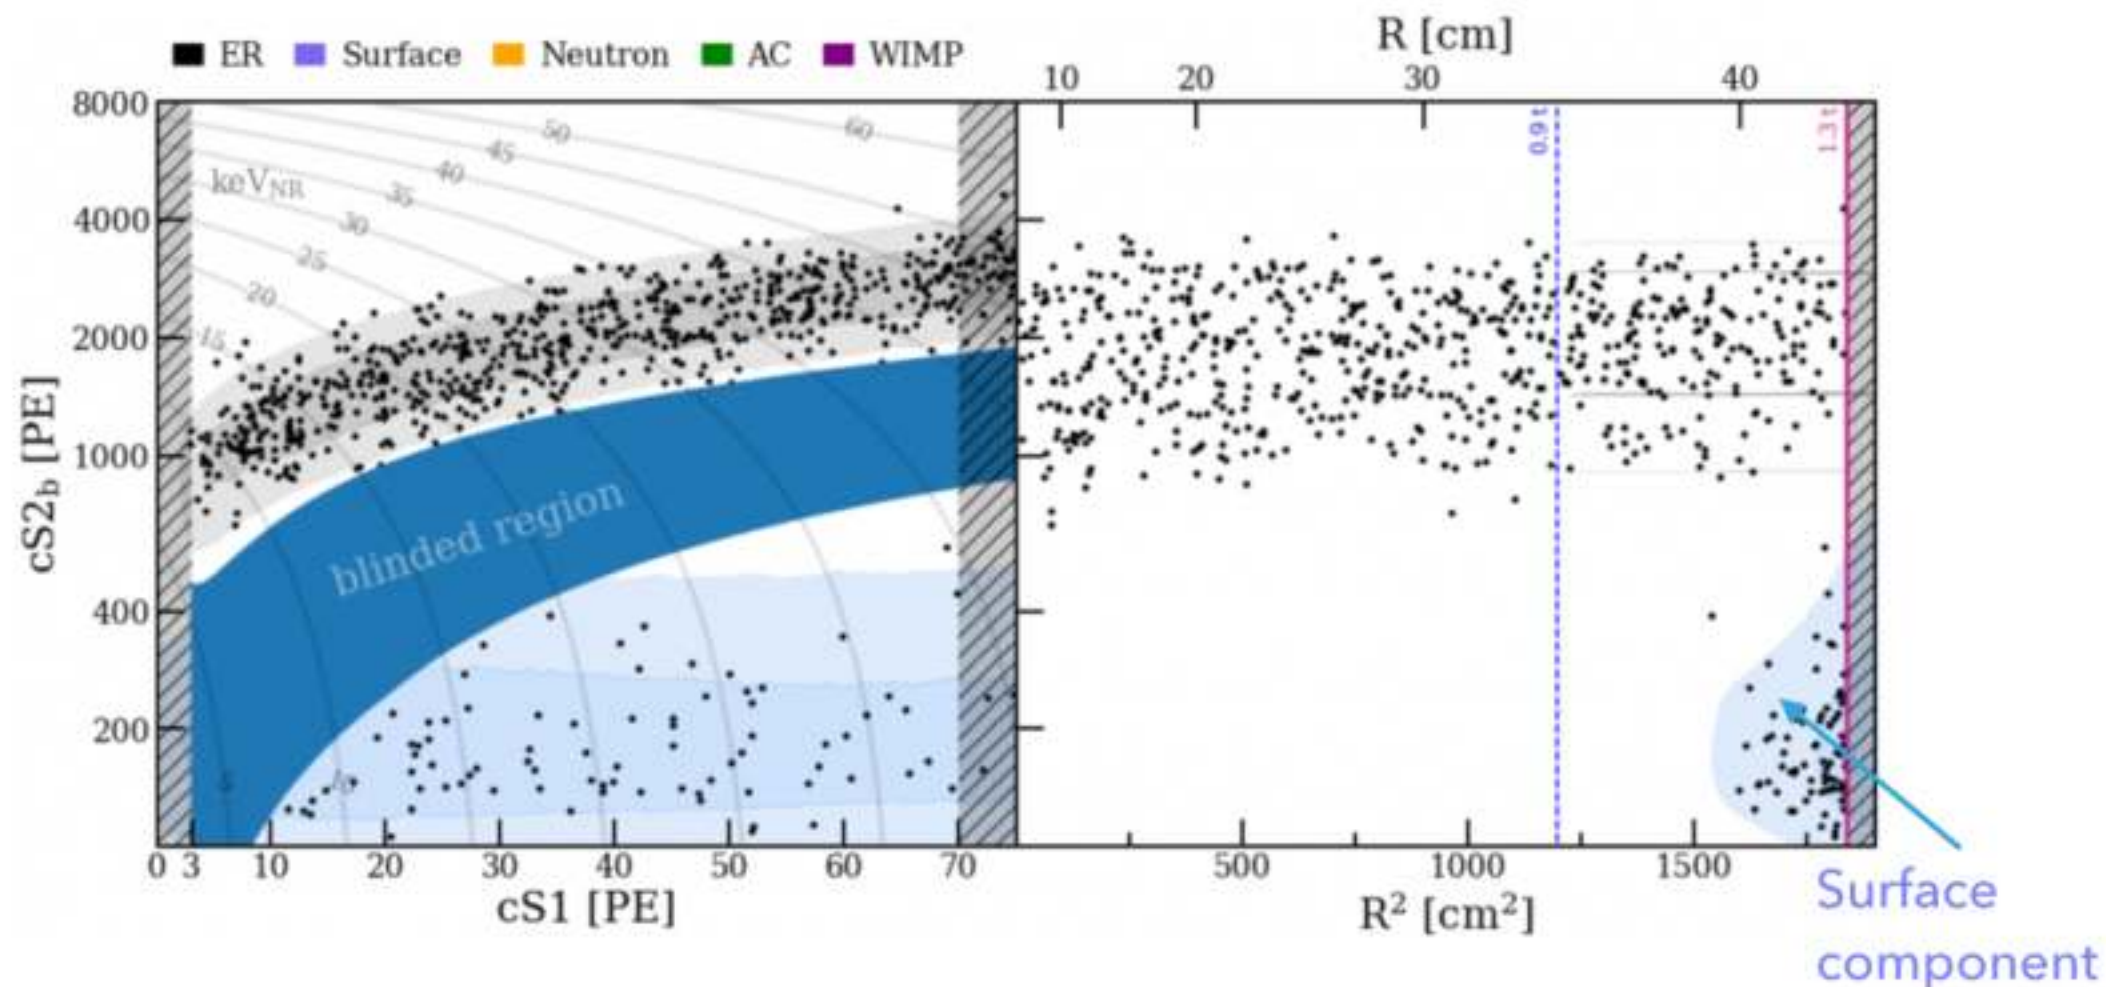 ER Surface Neutron AC WIMP
R [cm]
10 20 30 40
8000
4000
2000
1000
400
200
cS2b [PE]
keVNR
15
20
25
30
35
40
45
50
60
5
10
blinded region
0.9 t
1.3 t
0 3 10 20 30 40 50 60 70
cS1 [PE]
500 1000 1500
R² [cm²]
Surface
component